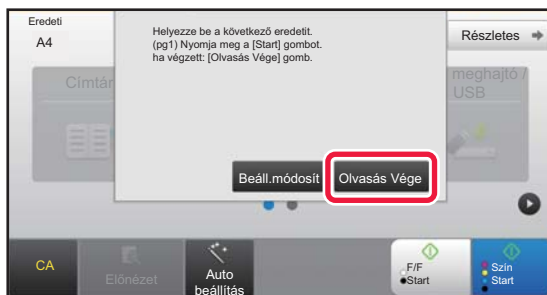 Eredeti
A4
Helyezze be a következő eredetit.
(pg1) Nyomja meg a [Start] gombot.
ha végzett: [Olvasás Vége] gomb.
Részletes
Címtár
meghajtó /
USB
Beáll.módosít
Olvasás Vége
CA
Előnézet
Auto
beállítás
F/F
Start
Szín
Start